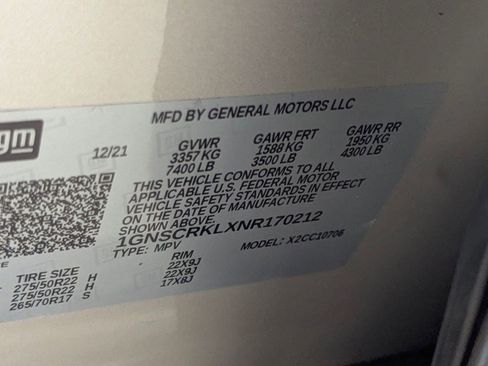 gm
MFD BY GENERAL MOTORS LLC
12/21 GVWR GAWR FRT GAWR RR
3357 KG 1588 KG 1950 KG
7400 LB 3500 LB 4300 LB
THIS VEHICLE CONFORMS TO ALL
APPLICABLE U.S. FEDERAL MOTOR
VEHICLE SAFETY STANDARDS IN EFFECT
ON THE DATE OF MANUFACTURE
SHOWN ABOVE.
1GNSCRKLXNR170212
TYPE: MPV MODEL: X2CC10706
TIRE SIZE RIM
275/50R22 H 22X9J
275/50R22 H 22X9J
265/70R17 S 17X8J